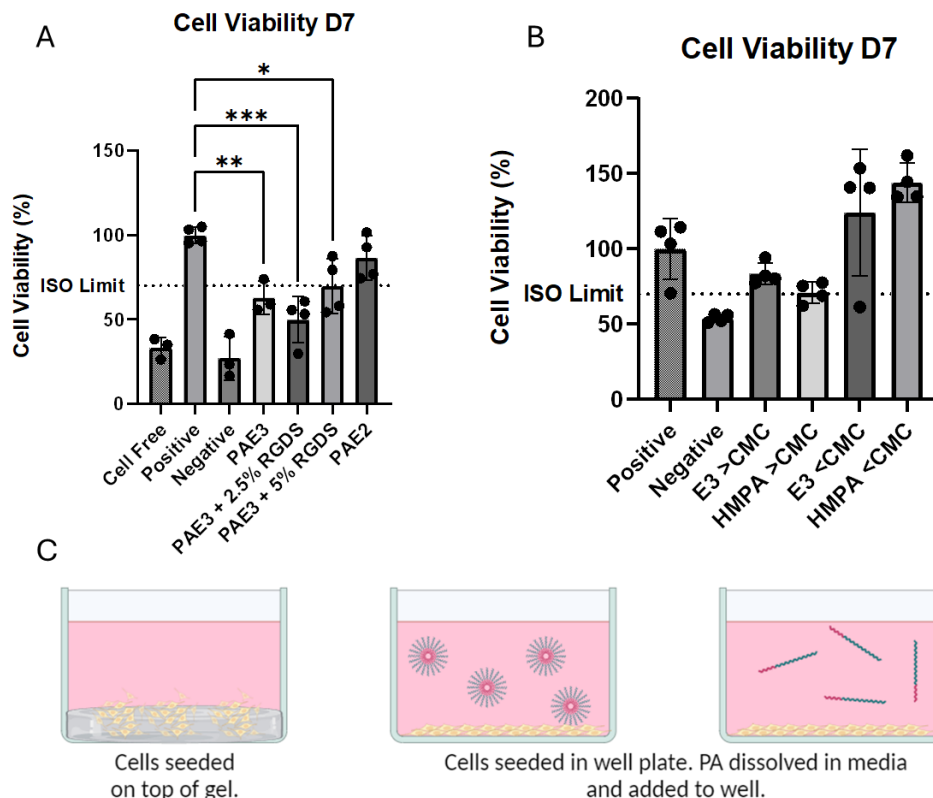 A
Cell Viability D7
*
***
**
Cell Viability (%)
150
100
50
0
ISO Limit
Cell Free
Positive
Negative
PAE3
PAE3 + 2.5% RGDS
PAE3 + 5% RGDS
PAE2
B
Cell Viability D7
Cell Viability (%)
200
150
100
50
0
ISO Limit
Positive
Negative
E3 >CMC
HMPA >CMC
E3 <CMC
HMPA <CMC
C
Cells seeded
on top of gel.
Cells seeded in well plate. PA dissolved in media
and added to well.